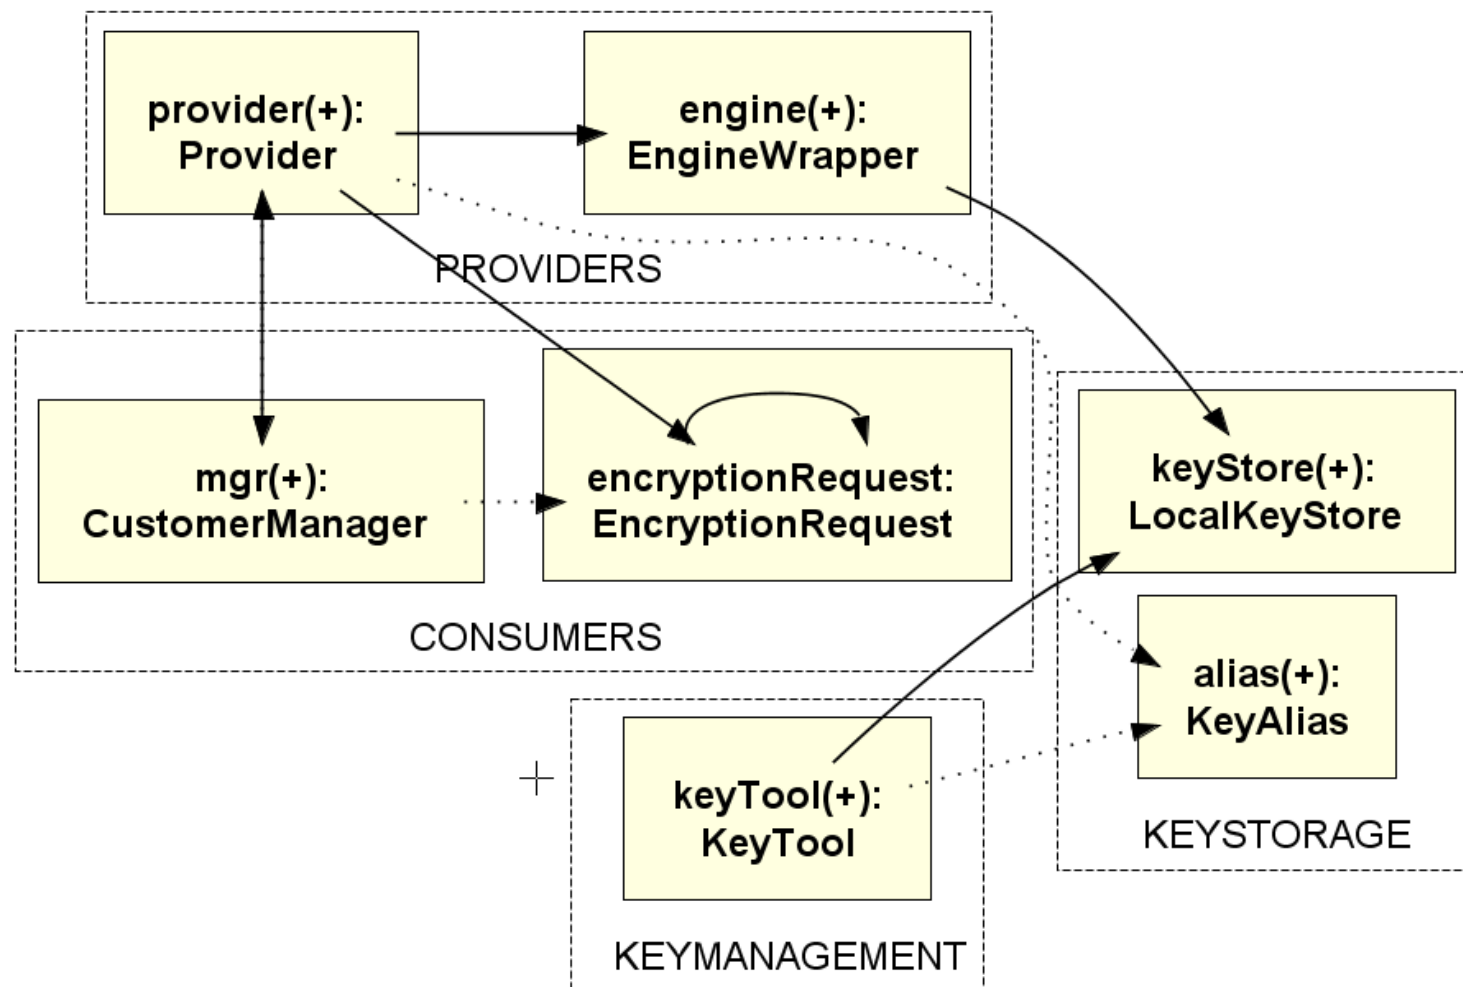 provider(+):
Provider
engine(+):
EngineWrapper
PROVIDERS
mgr(+):
CustomerManager
encryptionRequest:
EncryptionRequest
CONSUMERS
keyStore(+):
LocalKeyStore
alias(+):
KeyAlias
KEYSTORAGE
keyTool(+):
KeyTool
KEYMANAGEMENT